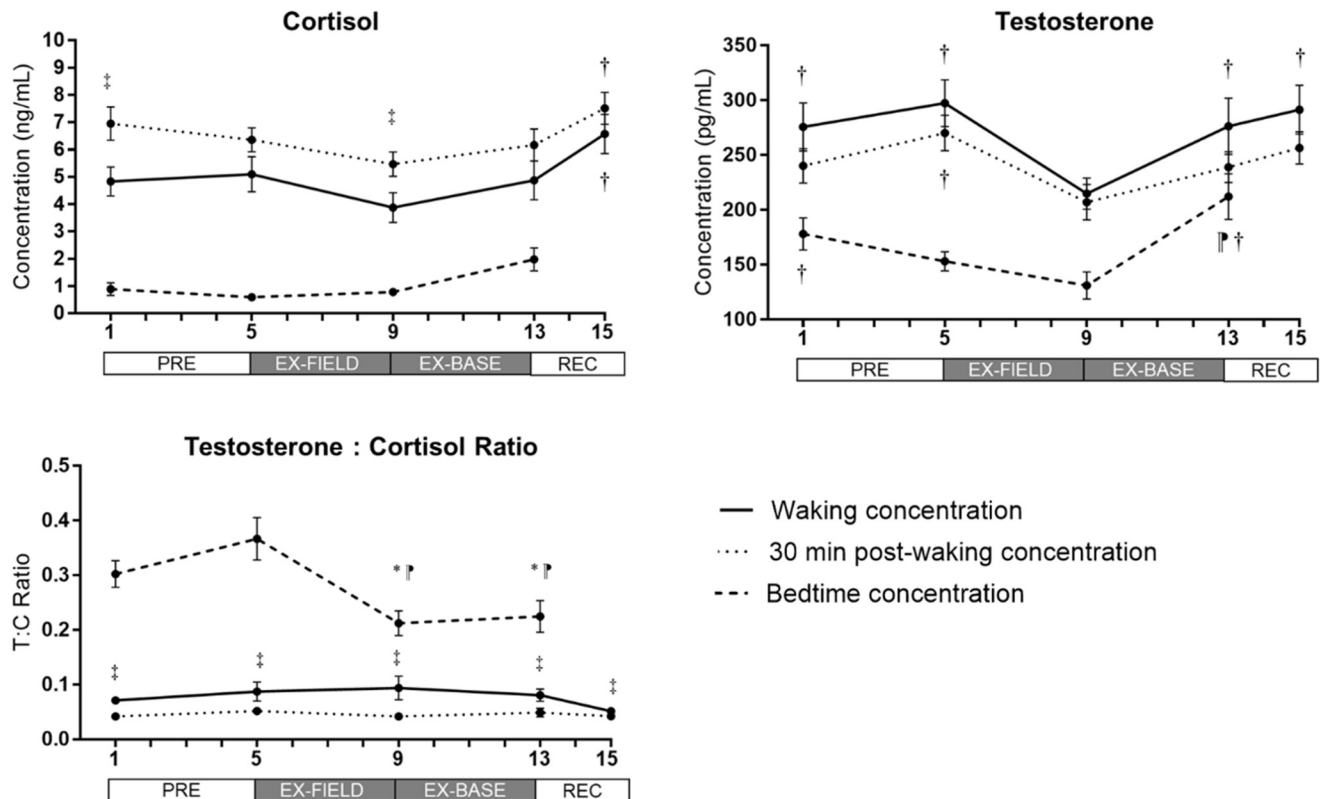 Cortisol
Concentration (ng/mL)
10
9
8
7
6
5
4
3
2
1
0
‡
‡
†
†
1 5 9 13 15
PRE EX-FIELD EX-BASE REC
Testosterone
Concentration (pg/mL)
350
300
250
200
150
100
† † † †
†
⁋ †
†
1 5 9 13 15
PRE EX-FIELD EX-BASE REC
Testosterone : Cortisol Ratio
T:C Ratio
0.5
0.4
0.3
0.2
0.1
0.0
*⁋ *⁋
‡ ‡ ‡ ‡ ‡
1 5 9 13 15
PRE EX-FIELD EX-BASE REC
Waking concentration
30 min post-waking concentration
Bedtime concentration